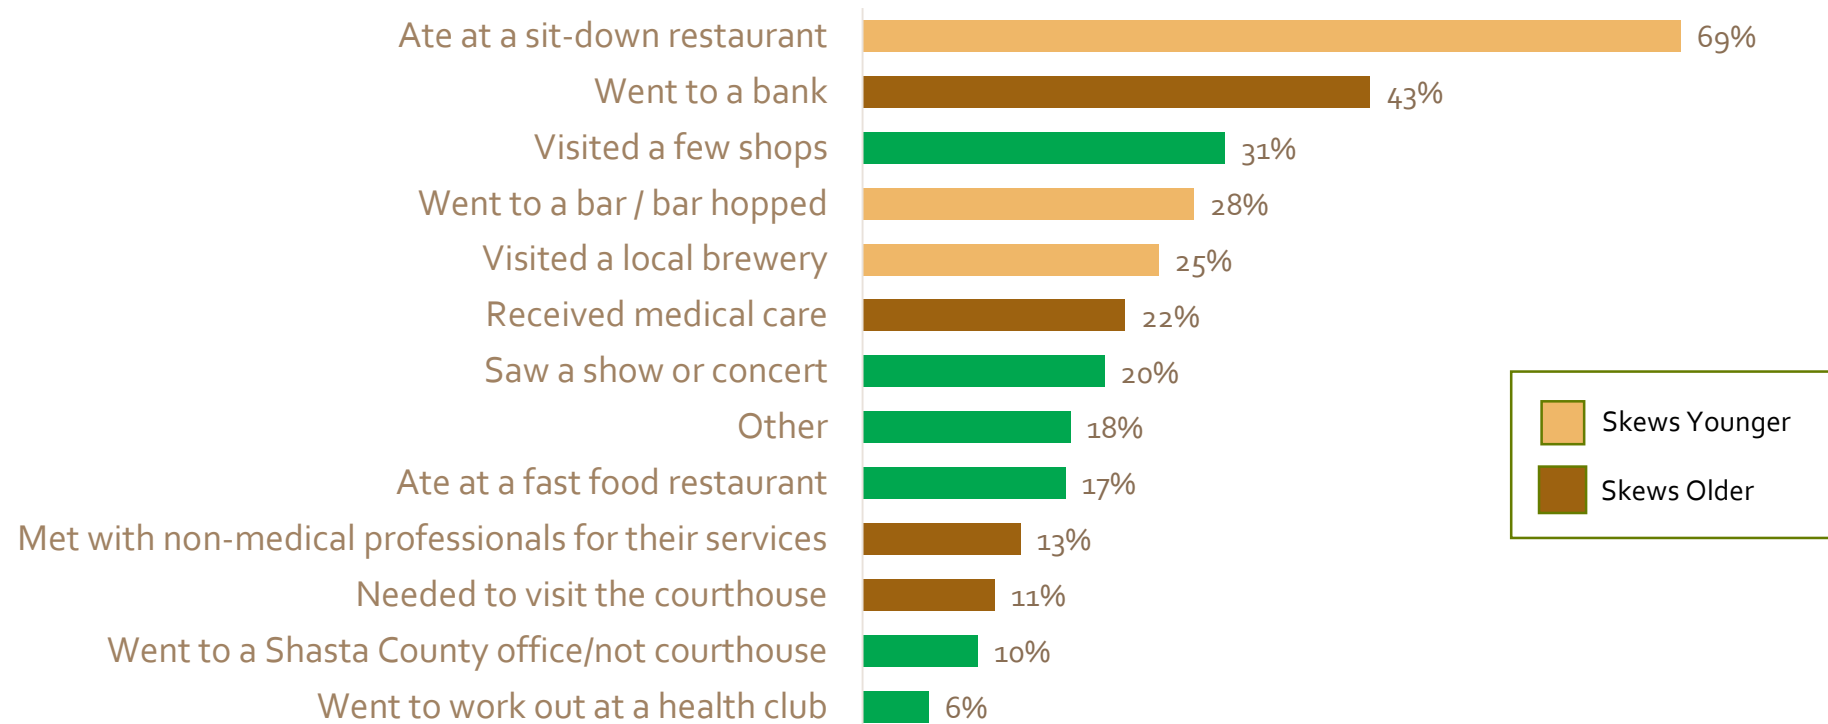 Ate at a sit-down restaurant 69%
Went to a bank 43%
Visited a few shops 31%
Went to a bar / bar hopped 28%
Visited a local brewery 25%
Received medical care 22%
Saw a show or concert 20%
Other 18%
Ate at a fast food restaurant 17%
Met with non-medical professionals for their services 13%
Needed to visit the courthouse 11%
Went to a Shasta County office/not courthouse 10%
Went to work out at a health club 6%
Skews Younger
Skews Older